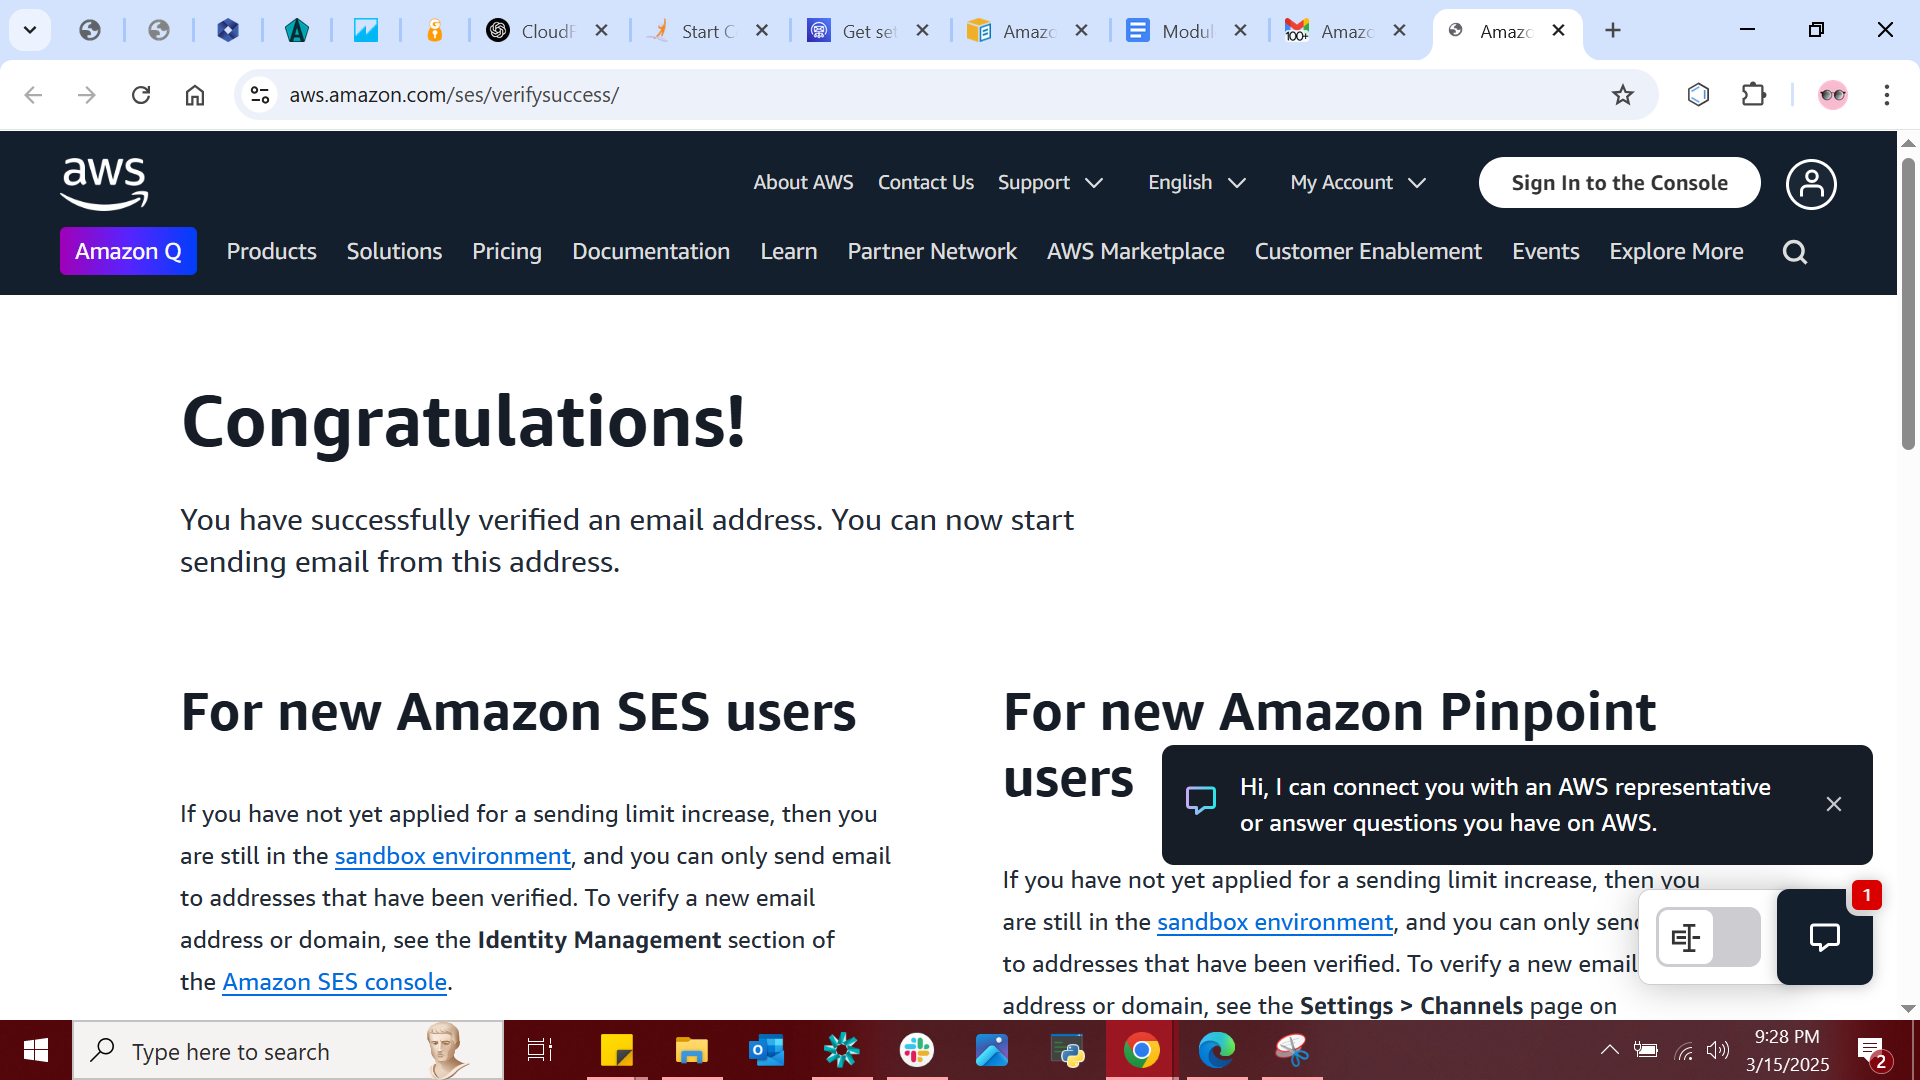 CloudF
Start C
Get set
Amazo
Modul
100+
Amazo
Amazo
aws.amazon.com/ses/verifysuccess/
aws
About AWS
Contact Us
Support
English
My Account
Sign In to the Console
Amazon Q
Products
Solutions
Pricing
Documentation
Learn
Partner Network
AWS Marketplace
Customer Enablement
Events
Explore More
Congratulations!
You have successfully verified an email address. You can now start
sending email from this address.
For new Amazon SES users
If you have not yet applied for a sending limit increase, then you
are still in the sandbox environment, and you can only send email
to addresses that have been verified. To verify a new email
address or domain, see the Identity Management section of
the Amazon SES console.
For new Amazon Pinpoint
users
If you have not yet applied for a sending limit increase, then you
are still in the sandbox environment, and you can only send
to addresses that have been verified. To verify a new email
address or domain, see the Settings > Channels page on
Hi, I can connect you with an AWS representative
or answer questions you have on AWS.
1
Type here to search
9:28 PM
3/15/2025
2